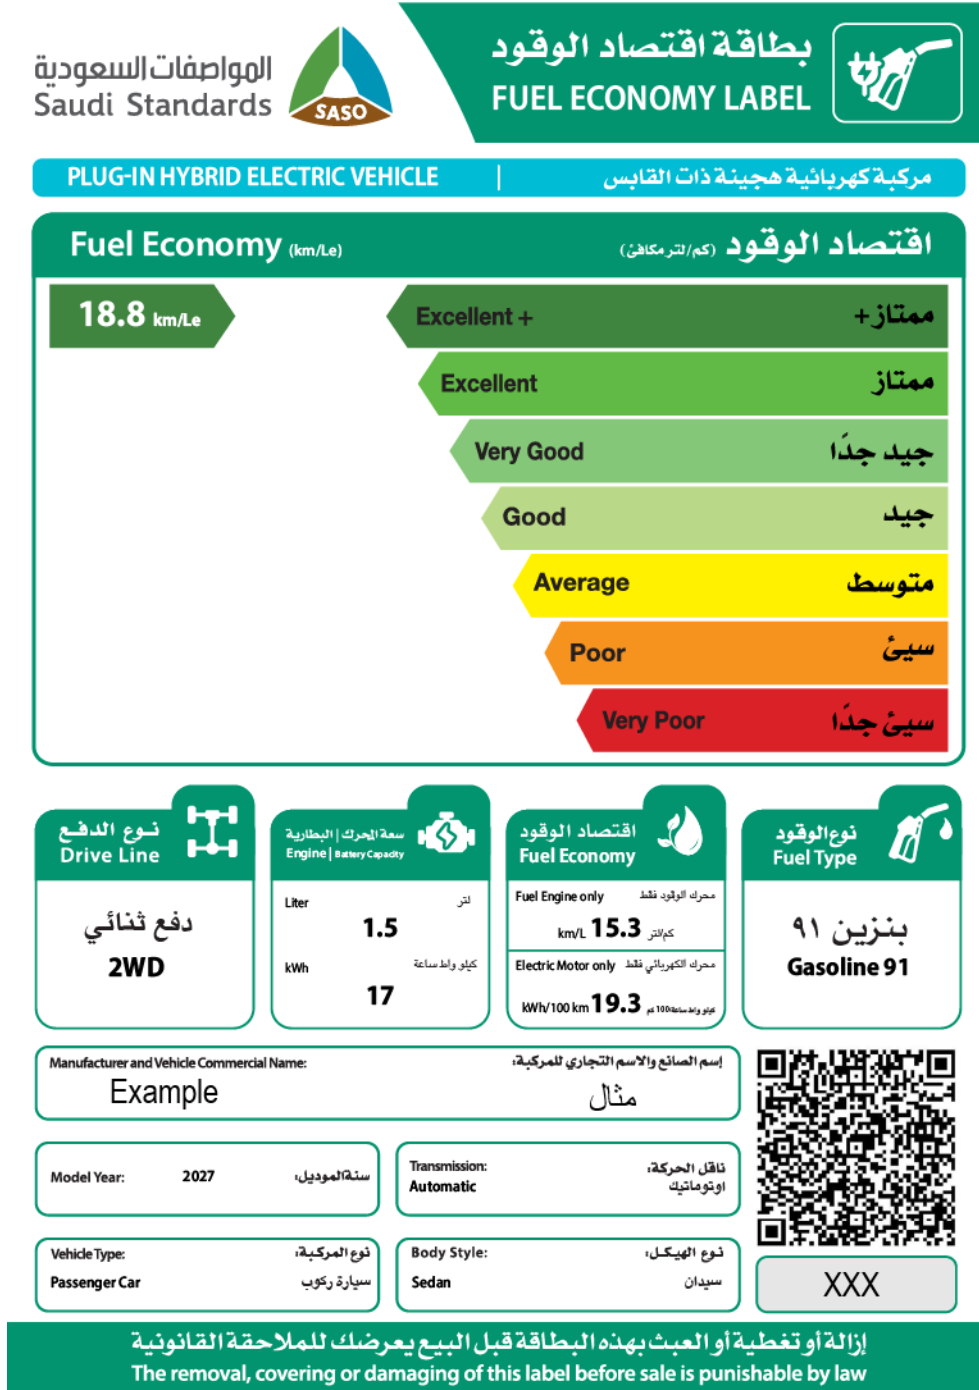 المواصفات السعودية
Saudi Standards
SASO
بطاقة اقتصاد الوقود
FUEL ECONOMY LABEL
PLUG-IN HYBRID ELECTRIC VEHICLE | مركبة كهربائية هجينة ذات القابس
Fuel Economy (km/Le) اقتصاد الوقود (كم/لتر مكافئ)
18.8 km/Le
Excellent + ممتاز+
Excellent ممتاز
Very Good جيد جدًا
Good جيد
Average متوسط
Poor سيئ
Very Poor سيئ جدًا
نوع الدفع
Drive Line
دفع ثنائي
2WD
سعة المحرك | البطارية
Engine | Battery Capacity
Liter لتر
1.5
kWh كيلو واط ساعة
17
اقتصاد الوقود
Fuel Economy
Fuel Engine only محرك الوقود فقط
km/L 15.3 كم/لتر
Electric Motor only محرك الكهربائي فقط
kWh/100 km 19.3 كيلو واط ساعة/100 كم
نوع الوقود
Fuel Type
بنزين ٩١
Gasoline 91
Manufacturer and Vehicle Commercial Name: إسم الصانع والاسم التجاري للمركبة:
Example مثال
Model Year: 2027 سنة الموديل:
Transmission: ناقل الحركة:
Automatic اوتوماتيك
Vehicle Type: نوع المركبة:
Passenger Car سيارة ركوب
Body Style: نوع الهيكل:
Sedan سيدان
XXX
إزالة أو تغطية أو العبث بهذه البطاقة قبل البيع يعرضك للملاحقة القانونية
The removal, covering or damaging of this label before sale is punishable by law